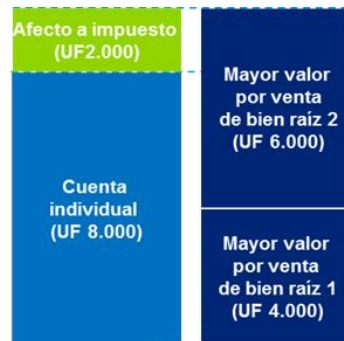 Afecto a impuesto
(UF2.000)
Cuenta
individual
(UF 8.000)
Mayor valor
por venta
de bien raíz 2
(UF 6.000)
Mayor valor
por venta
de bien raíz 1
(UF 4.000)